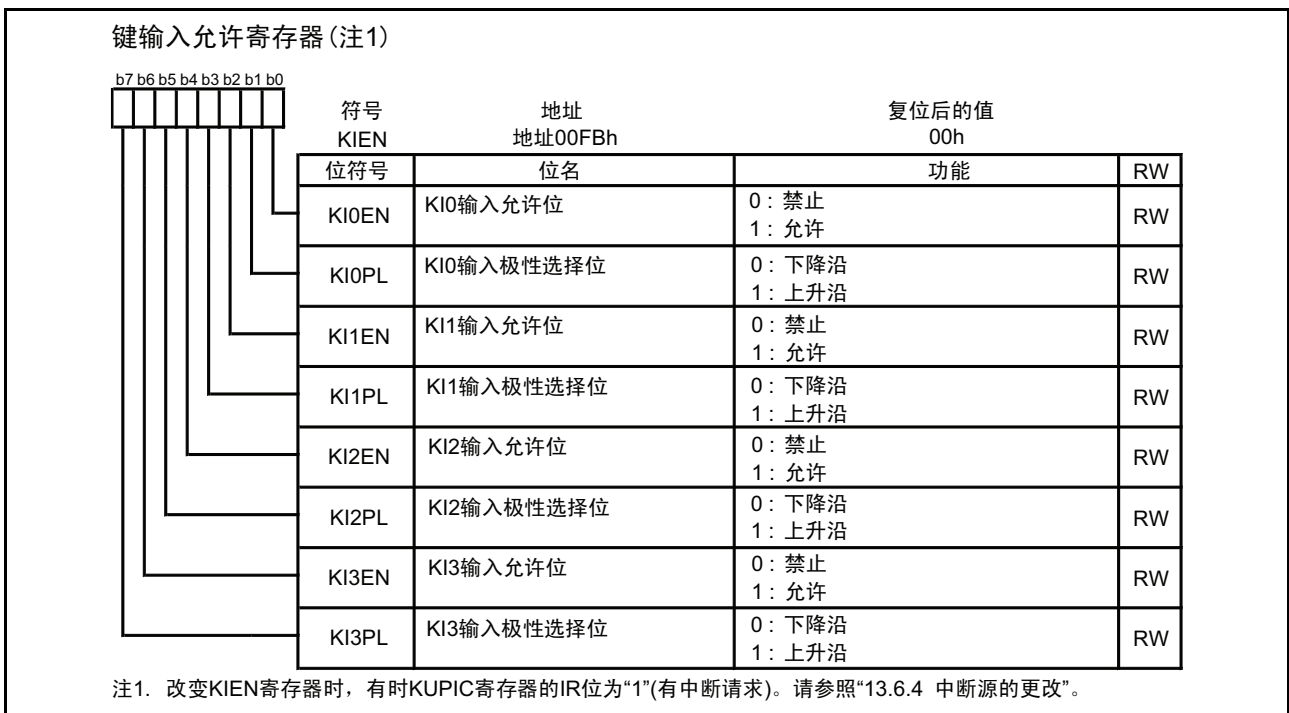 键输入允许寄存器(注1)
b7 b6 b5 b4 b3 b2 b1 b0
符号 地址 复位后的值
KIEN 地址00FBh 00h
位符号 位名 功能 RW
KI0EN KI0输入允许位 0 : 禁止
1 : 允许 RW
KI0PL KI0输入极性选择位 0 : 下降沿
1 : 上升沿 RW
KI1EN KI1输入允许位 0 : 禁止
1 : 允许 RW
KI1PL KI1输入极性选择位 0 : 下降沿
1 : 上升沿 RW
KI2EN KI2输入允许位 0 : 禁止
1 : 允许 RW
KI2PL KI2输入极性选择位 0 : 下降沿
1 : 上升沿 RW
KI3EN KI3输入允许位 0 : 禁止
1 : 允许 RW
KI3PL KI3输入极性选择位 0 : 下降沿
1 : 上升沿 RW
注1. 改变KIEN寄存器时，有时KUPIC寄存器的IR位为“1”(有中断请求)。请参照“13.6.4 中断源的更改”。